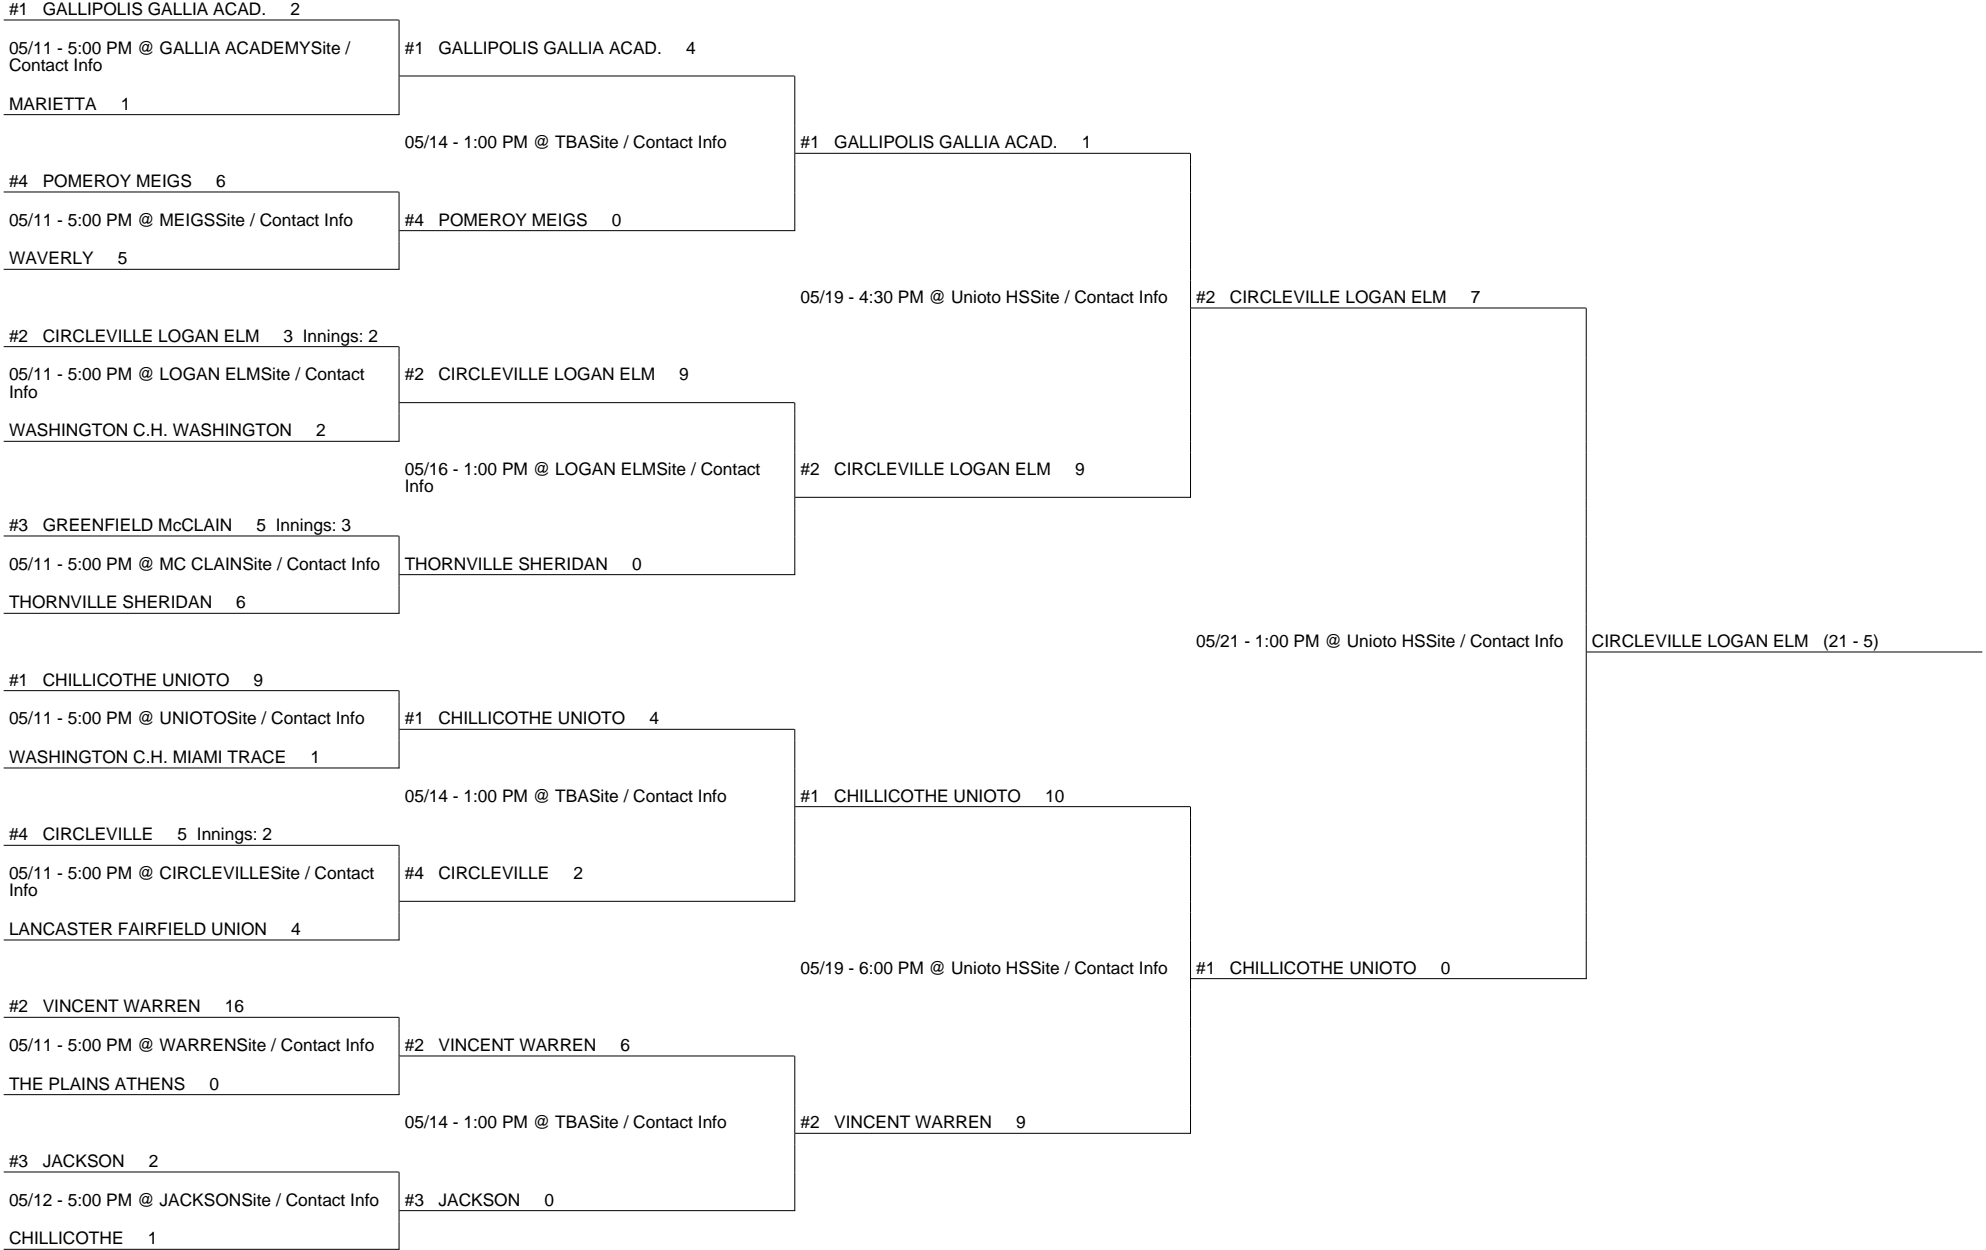 #1 GALLIPOLIS GALLIA ACAD. 2
05/11 - 5:00 PM @ GALLIA ACADEMYSite /
Contact Info
MARIETTA 1
#4 POMEROY MEIGS 6
05/11 - 5:00 PM @ MEIGSSite / Contact Info
WAVERLY 5
#2 CIRCLEVILLE LOGAN ELM 3 Innings: 2
05/11 - 5:00 PM @ LOGAN ELMSite / Contact
Info
WASHINGTON C.H. WASHINGTON 2
#3 GREENFIELD McCLAIN 5 Innings: 3
05/11 - 5:00 PM @ MC CLAINSite / Contact Info
THORNVILLE SHERIDAN 6
#1 CHILLICOTHE UNIOTO 9
05/11 - 5:00 PM @ UNIOTOSite / Contact Info
WASHINGTON C.H. MIAMI TRACE 1
#4 CIRCLEVILLE 5 Innings: 2
05/11 - 5:00 PM @ CIRCLEVILLESite / Contact
Info
LANCASTER FAIRFIELD UNION 4
#2 VINCENT WARREN 16
05/11 - 5:00 PM @ WARRENSite / Contact Info
THE PLAINS ATHENS 0
#3 JACKSON 2
05/12 - 5:00 PM @ JACKSONSite / Contact Info
CHILLICOTHE 1
#1 GALLIPOLIS GALLIA ACAD. 4
05/14 - 1:00 PM @ TBASite / Contact Info
#4 POMEROY MEIGS 0
#2 CIRCLEVILLE LOGAN ELM 9
05/16 - 1:00 PM @ LOGAN ELMSite / Contact
Info
THORNVILLE SHERIDAN 0
#1 CHILLICOTHE UNIOTO 4
05/14 - 1:00 PM @ TBASite / Contact Info
#4 CIRCLEVILLE 2
#2 VINCENT WARREN 6
05/14 - 1:00 PM @ TBASite / Contact Info
#3 JACKSON 0
#1 GALLIPOLIS GALLIA ACAD. 1
05/19 - 4:30 PM @ Unioto HSSite / Contact Info
#2 CIRCLEVILLE LOGAN ELM 9
#1 CHILLICOTHE UNIOTO 10
05/19 - 6:00 PM @ Unioto HSSite / Contact Info
#2 VINCENT WARREN 9
#2 CIRCLEVILLE LOGAN ELM 7
05/21 - 1:00 PM @ Unioto HSSite / Contact Info
#1 CHILLICOTHE UNIOTO 0
CIRCLEVILLE LOGAN ELM (21 - 5)